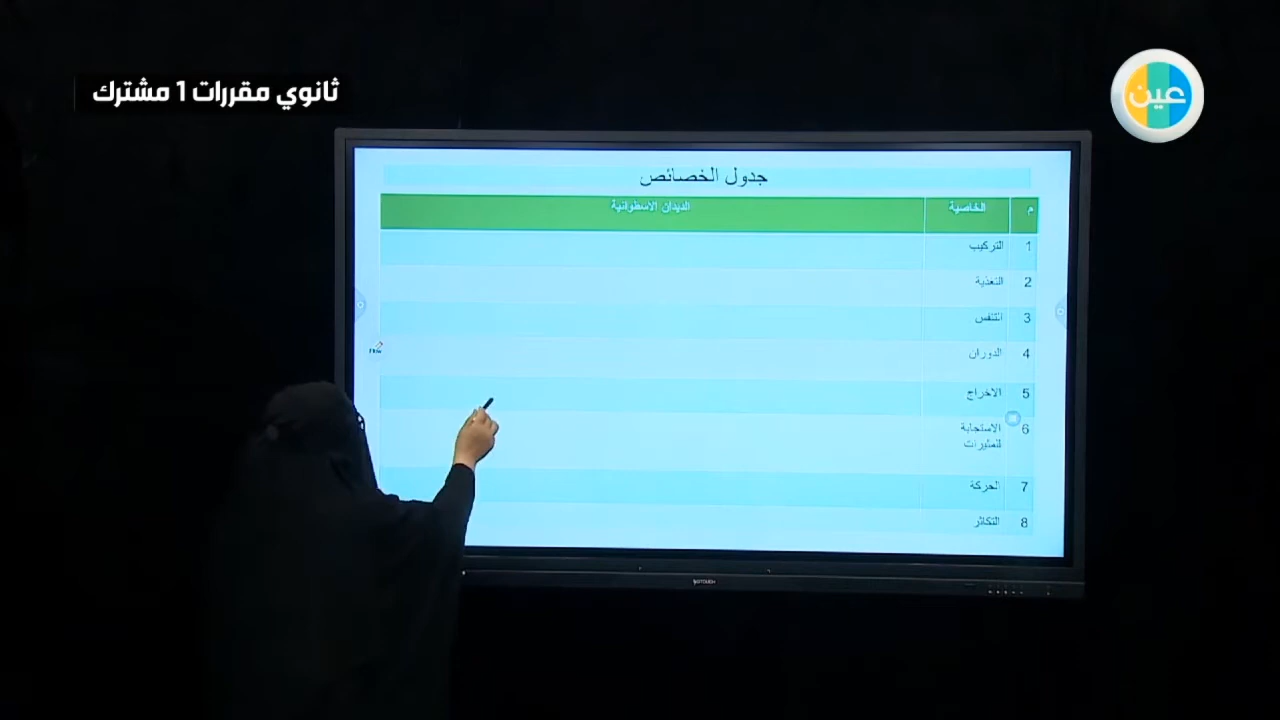 ثانوي مقررات 1 مشترك
عين
جدول الخصائص
م الخاصية الديدان الاسطوانية
1 التركيب
2 التغذية
3 التنفس
4 الدوران
5 الاخراج
6 الاستجابة
للمثيرات
7 الحركة
8 التكاثر